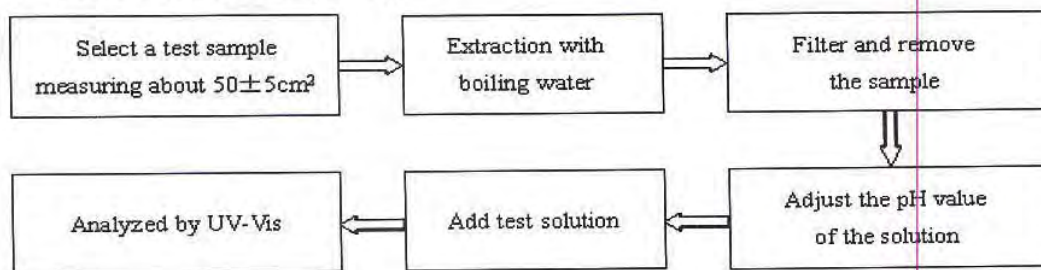 Select a test sample
measuring about 50±5cm²
Extraction with
boiling water
Filter and remove
the sample
Adjust the pH value
of the solution
Add test solution
Analyzed by UV-Vis